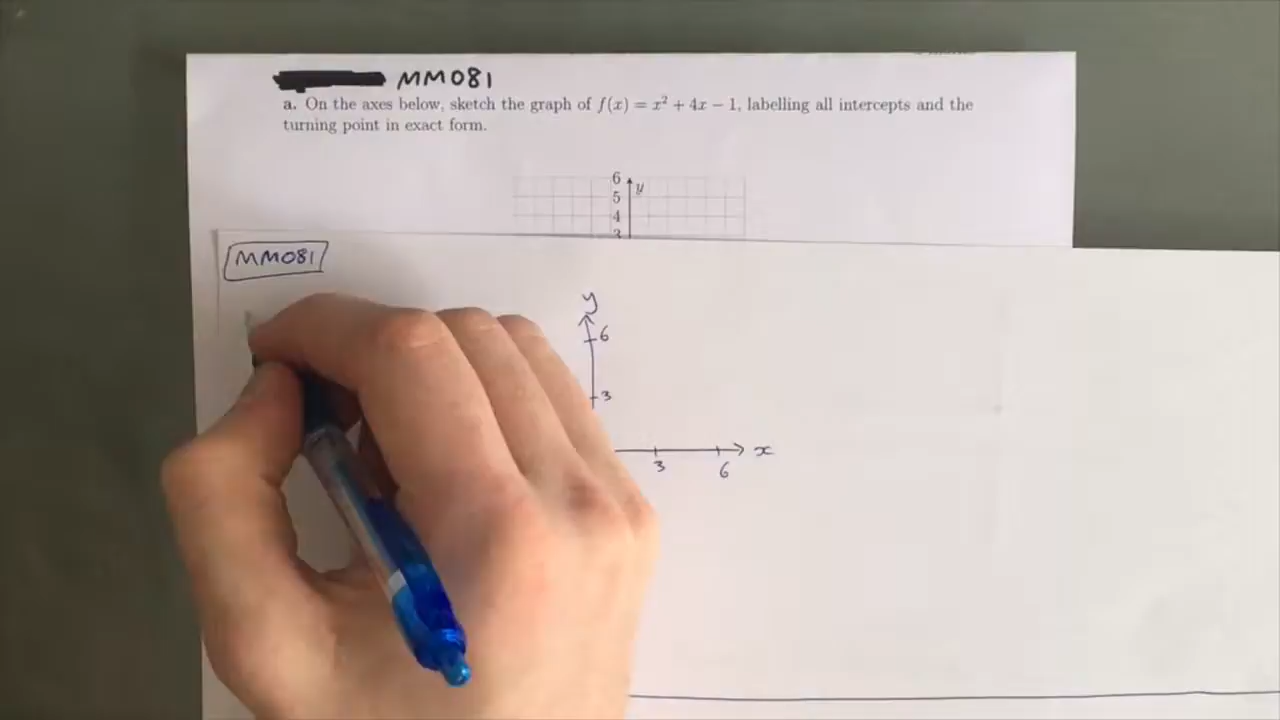 MM081
a. On the axes below, sketch the graph of f(x) = x² + 4x − 1, labelling all intercepts and the
turning point in exact form.
6
y
5
4
3
MM081
y
6
3
x
3
6